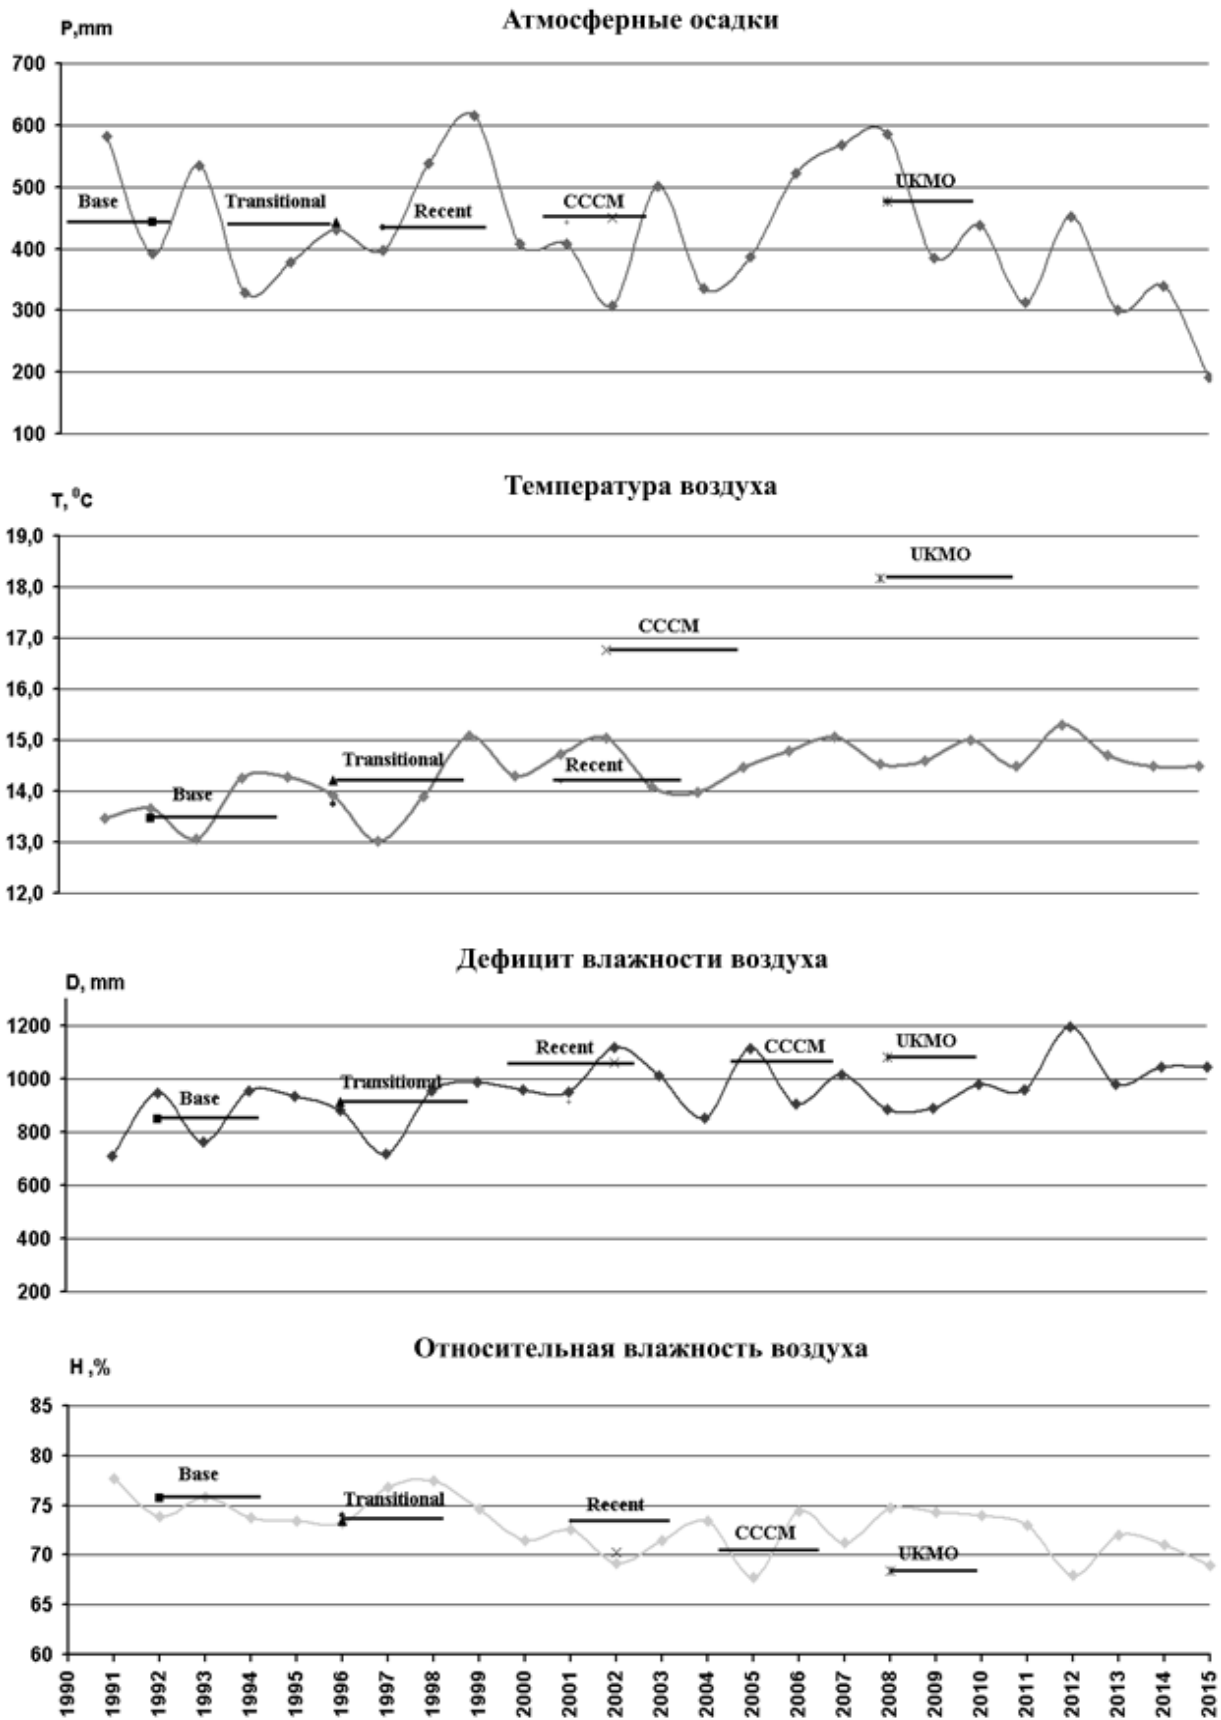 Атмосферные осадки
P,mm
700
600
500
400
300
200
100
Base
Transitional
Recent
CCCM
UKMO
Температура воздуха
T, ⁰C
19,0
18,0
17,0
16,0
15,0
14,0
13,0
12,0
UKMO
CCCM
Transitional
Recent
Base
Дефицит влажности воздуха
D, mm
1200
1000
800
600
400
200
Base
Transitional
Recent
CCCM
UKMO
Относительная влажность воздуха
H ,%
85
80
75
70
65
60
Base
Transitional
Recent
CCCM
UKMO
1990
1991
1992
1993
1994
1995
1996
1997
1998
1999
2000
2001
2002
2003
2004
2005
2006
2007
2008
2009
2010
2011
2012
2013
2014
2015